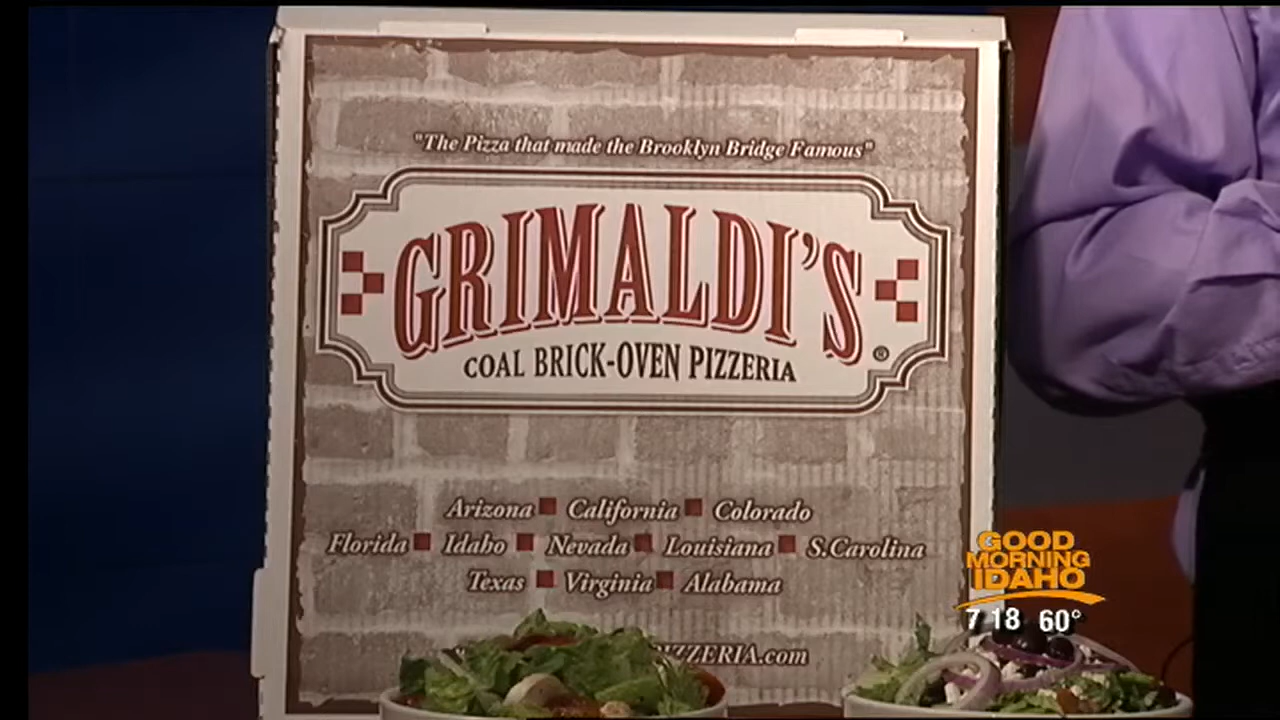 "The Pizza that made the Brooklyn Bridge Famous"
GRIMALDI'S
®
COAL BRICK-OVEN PIZZERIA
Arizona ■ California ■ Colorado
Florida ■ Idaho ■ Nevada ■ Louisiana ■ S.Carolina
Texas ■ Virginia ■ Alabama
PIZZERIA.com
GOOD
MORNING
IDAHO
7 18 60°